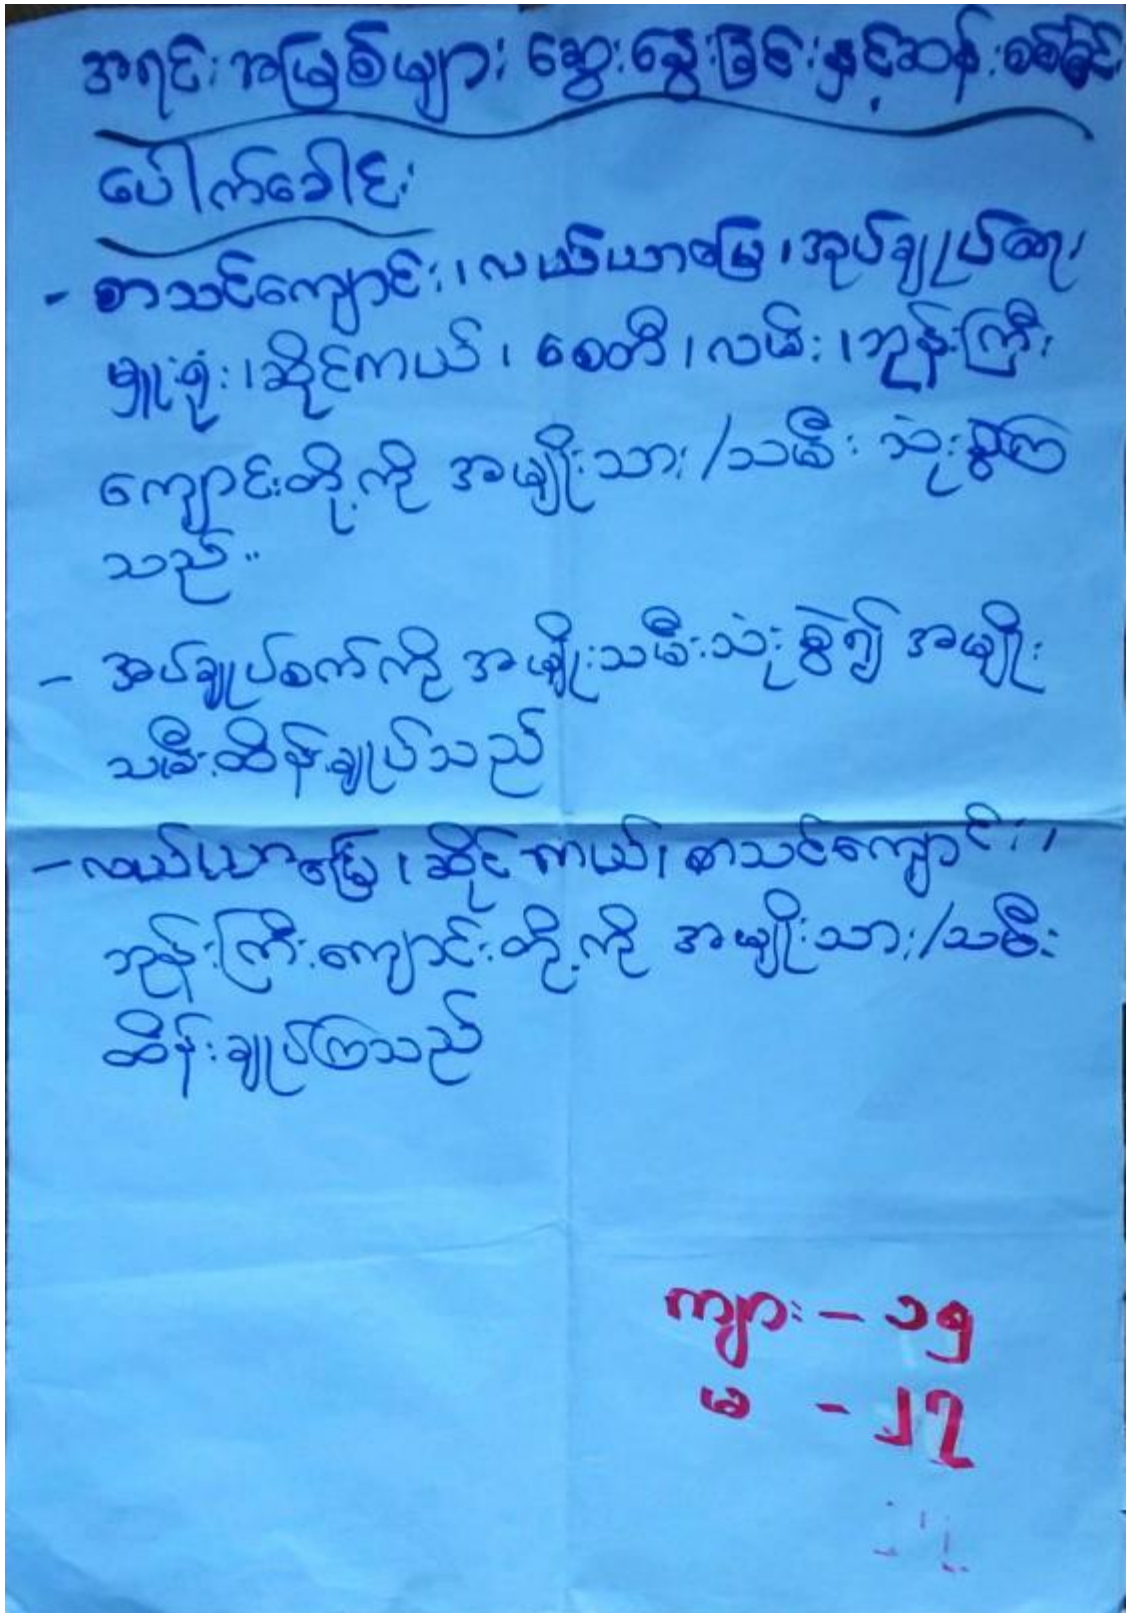 အရင်းအမြစ်များ ဆွေးနွေးခြင်းနှင့်ဆန်းစစ်ခြင်း
ပေါက်ခေါင်း
- စာသင်ကျောင်း၊ လယ်ယာမြေ၊ အုပ်ချုပ်ရေး
မှူးရုံး၊ ဆိုင်ကယ်၊ စေတီ၊ လမ်း၊ ဘုန်းကြီး
ကျောင်းတို့ကို အမျိုးသား/သမီး သုံးစွဲကြ
သည်။
- အပ်ချုပ်စက်ကို အမျိုးသမီးသုံးစွဲ၍ အမျိုး
သမီးထိန်းချုပ်သည်
- လယ်ယာမြေ၊ ဆိုင်ကယ်၊ စာသင်ကျောင်း၊
ဘုန်းကြီးကျောင်းတို့ကို အမျိုးသား/သမီး
ထိန်းချုပ်ကြသည်
ကျား - ၁၅
မ - ၂၇